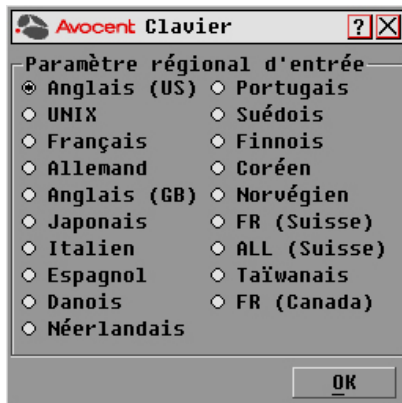 Avocent Clavier ? X
Paramètre régional d'entrée
Anglais (US)
UNIX
Français
Allemand
Anglais (GB)
Japonais
Italien
Espagnol
Danois
Néerlandais
Portugais
Suédois
Finnois
Coréen
Norvégien
FR (Suisse)
ALL (Suisse)
Taïwanais
FR (Canada)
OK